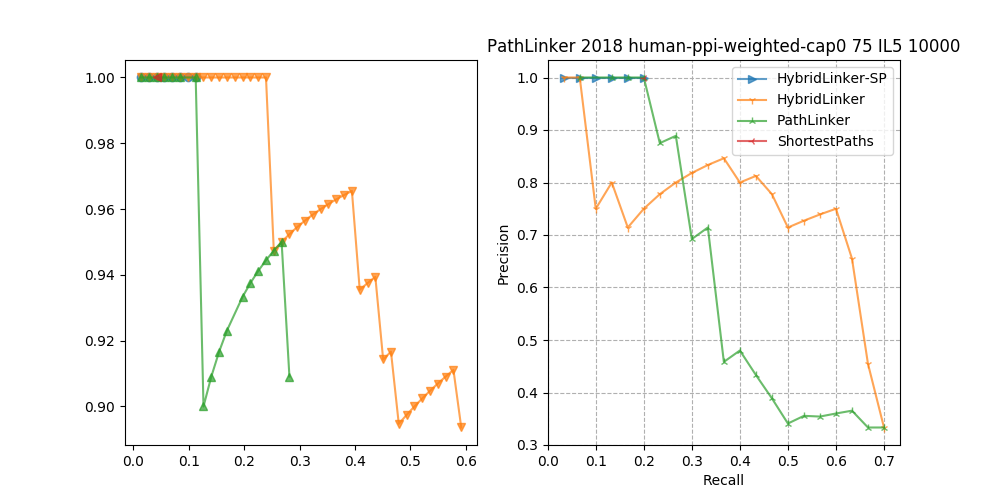 PathLinker 2018 human-ppi-weighted-cap0 75 IL5 10000
1.00
0.98
0.96
0.94
0.92
0.90
0.0 0.1 0.2 0.3 0.4 0.5 0.6
Precision
1.0
0.9
0.8
0.7
0.6
0.5
0.4
0.3
HybridLinker-SP
HybridLinker
PathLinker
ShortestPaths
0.0 0.1 0.2 0.3 0.4 0.5 0.6 0.7
Recall